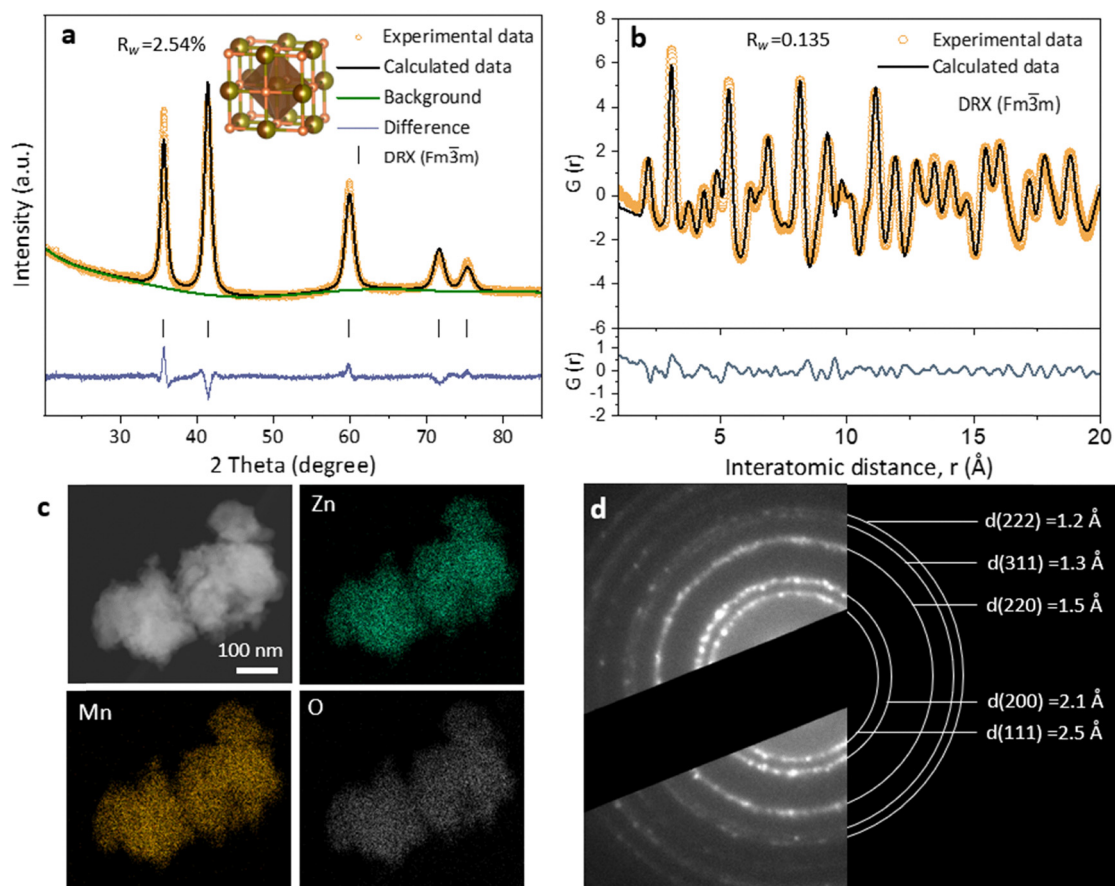 a
R_w=2.54%
Experimental data
Calculated data
Background
Difference
DRX (Fm3̅m)
Intensity (a.u.)
30 40 50 60 70 80
2 Theta (degree)
b
R_w=0.135
Experimental data
Calculated data
DRX (Fm3̅m)
G (r)
6
4
2
0
-2
-4
-6
G (r)
1
0
-1
-2
5 10 15 20
Interatomic distance, r (Å)
c
100 nm
Zn
Mn
O
d
d(222) =1.2 Å
d(311) =1.3 Å
d(220) =1.5 Å
d(200) =2.1 Å
d(111) =2.5 Å